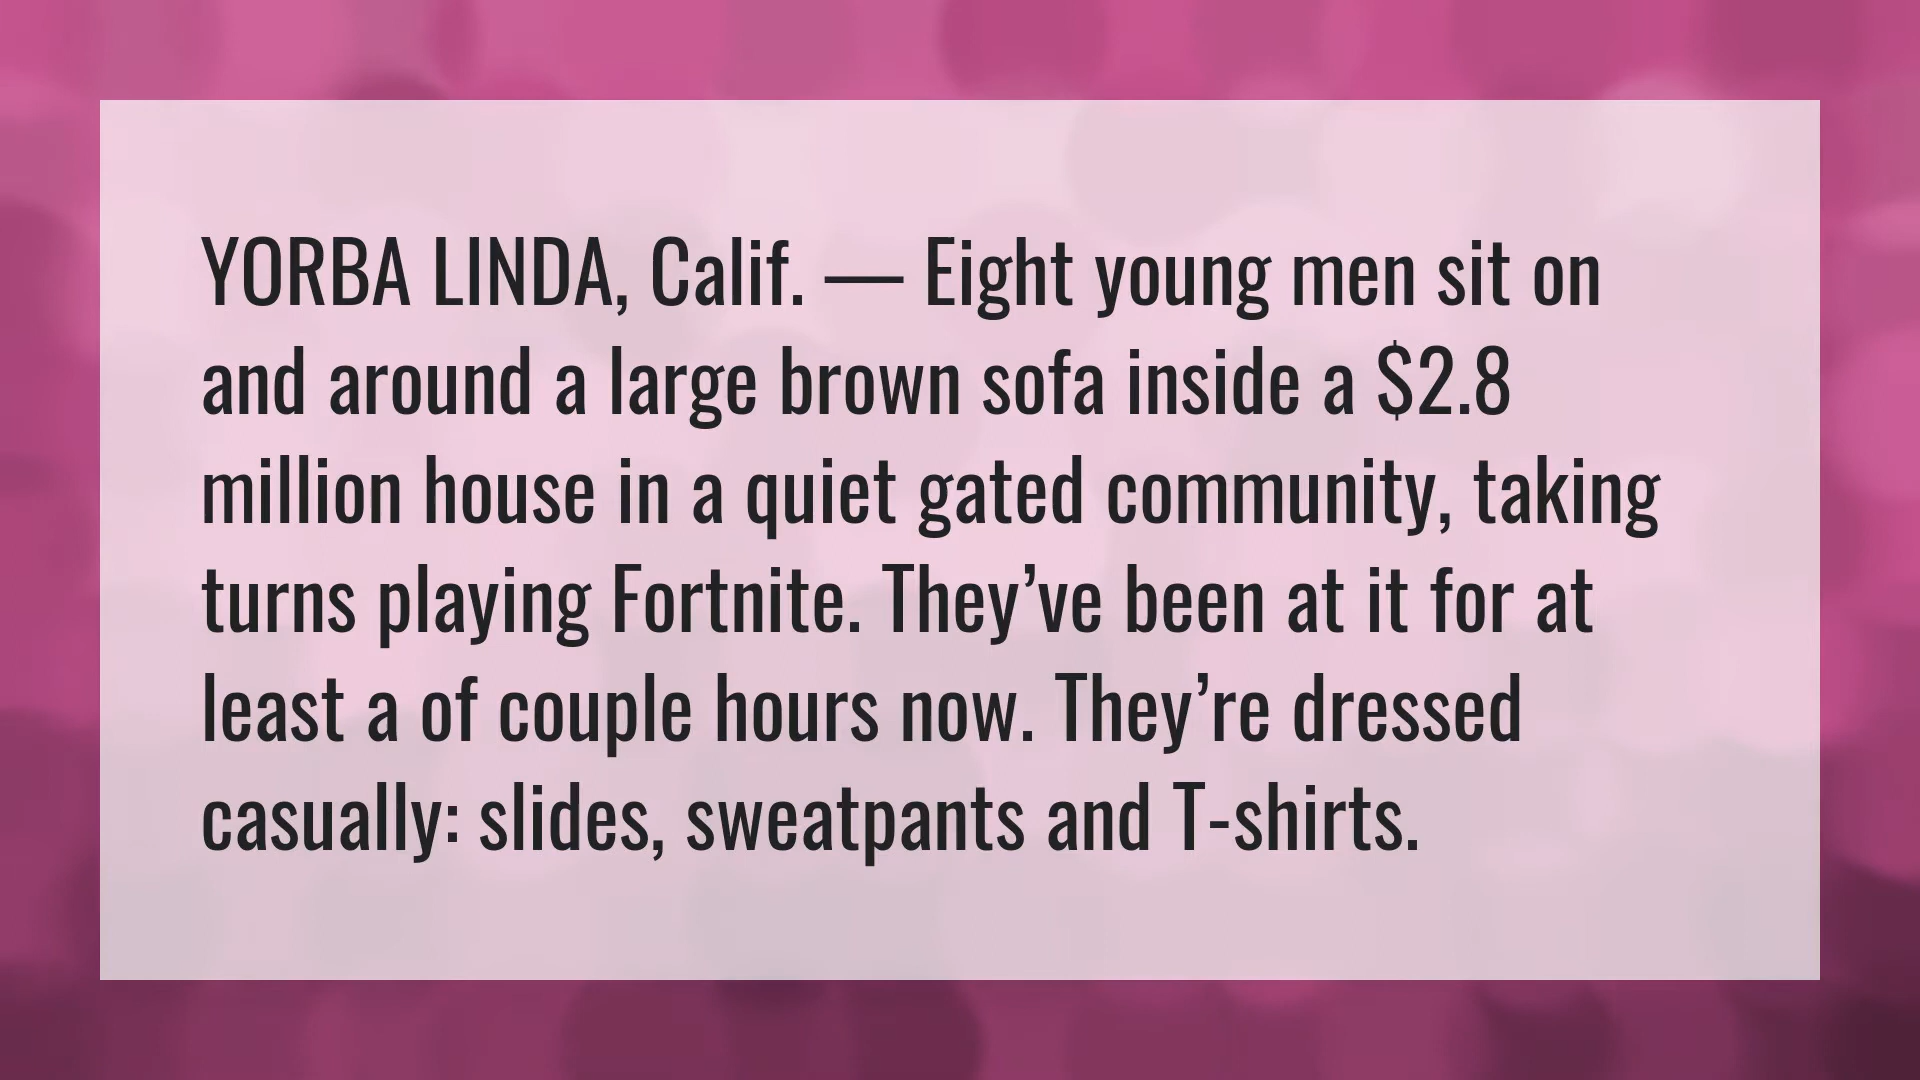 YORBA LINDA, Calif. — Eight young men sit on
and around a large brown sofa inside a $2.8
million house in a quiet gated community, taking
turns playing Fortnite. They’ve been at it for at
least a of couple hours now. They’re dressed
casually: slides, sweatpants and T-shirts.